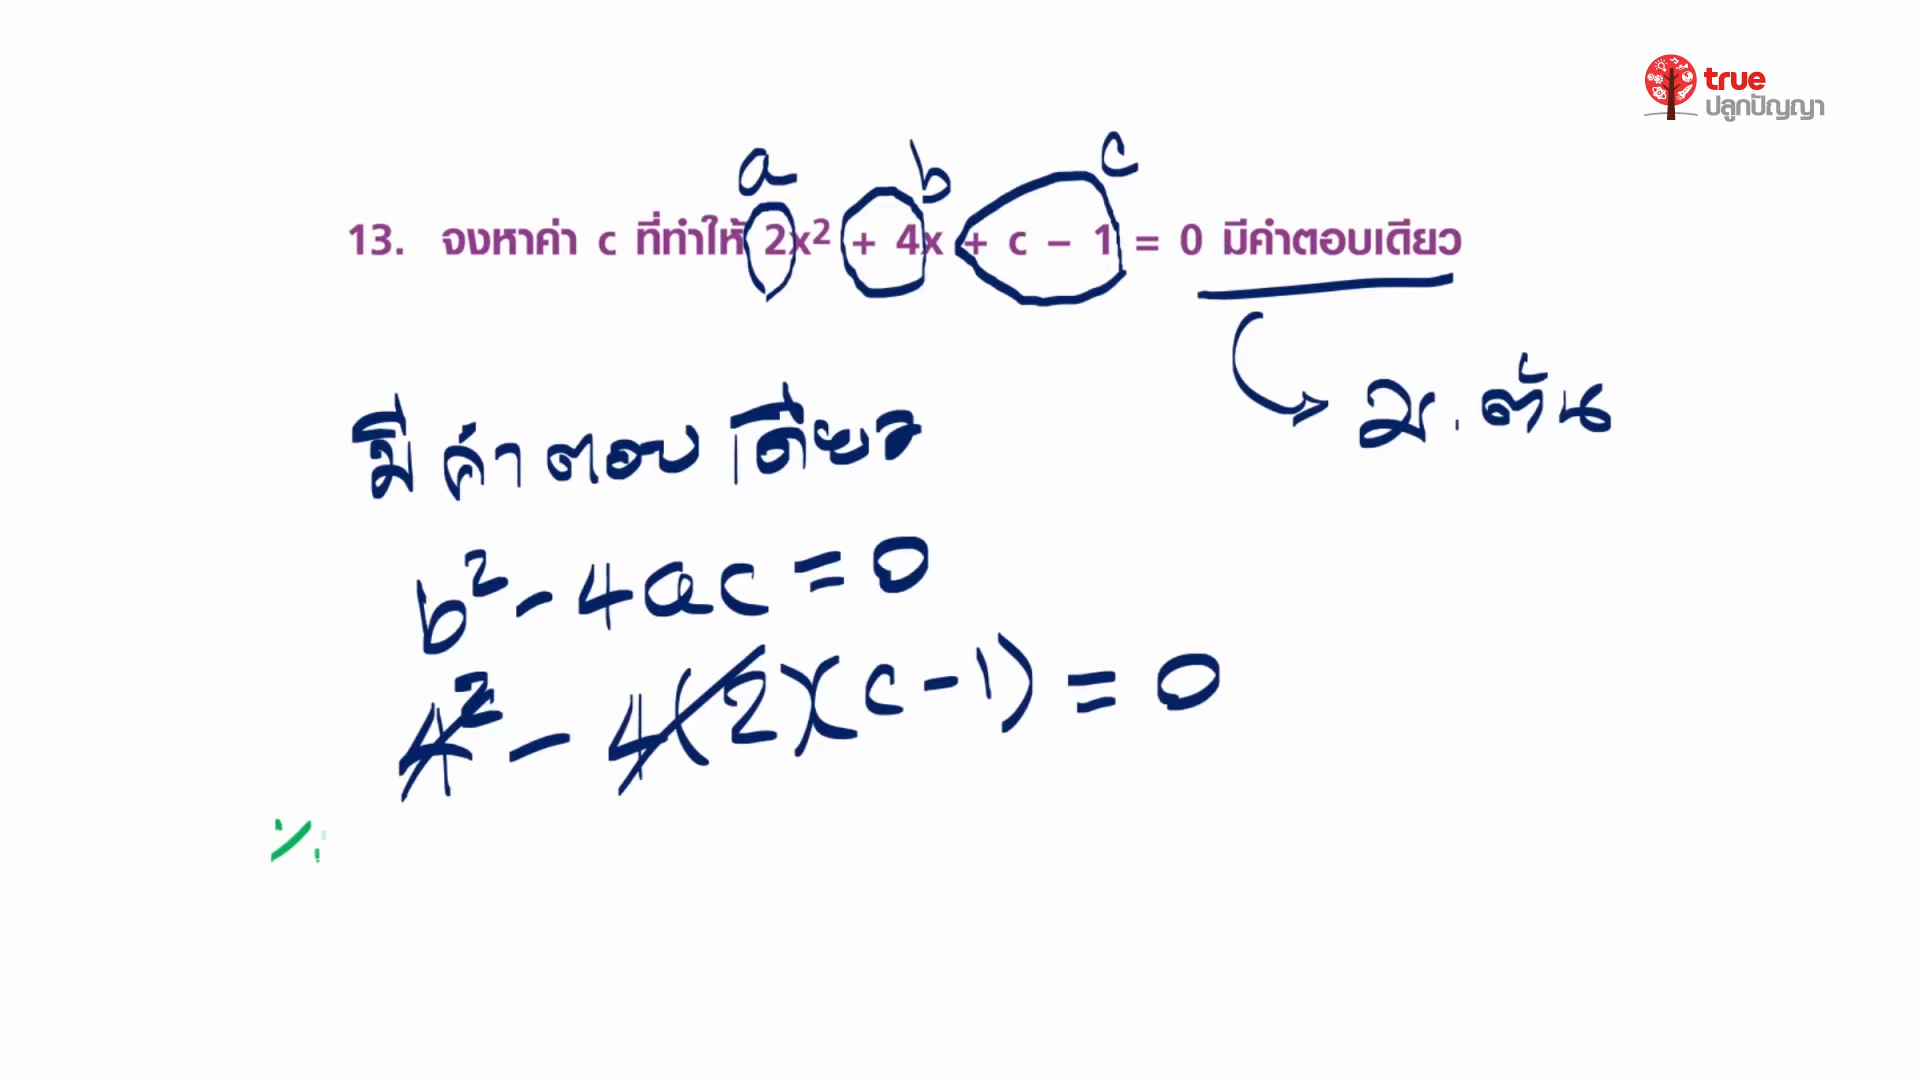 true
ปลูกปัญญา
a b c
13. จงหาค่า c ที่ทำให้ 2x² + 4x + c − 1 = 0 มีคำตอบเดียว
ม. ต้น
มีคำตอบเดียว
b² - 4ac = 0
4² - 4(2)(c - 1) = 0